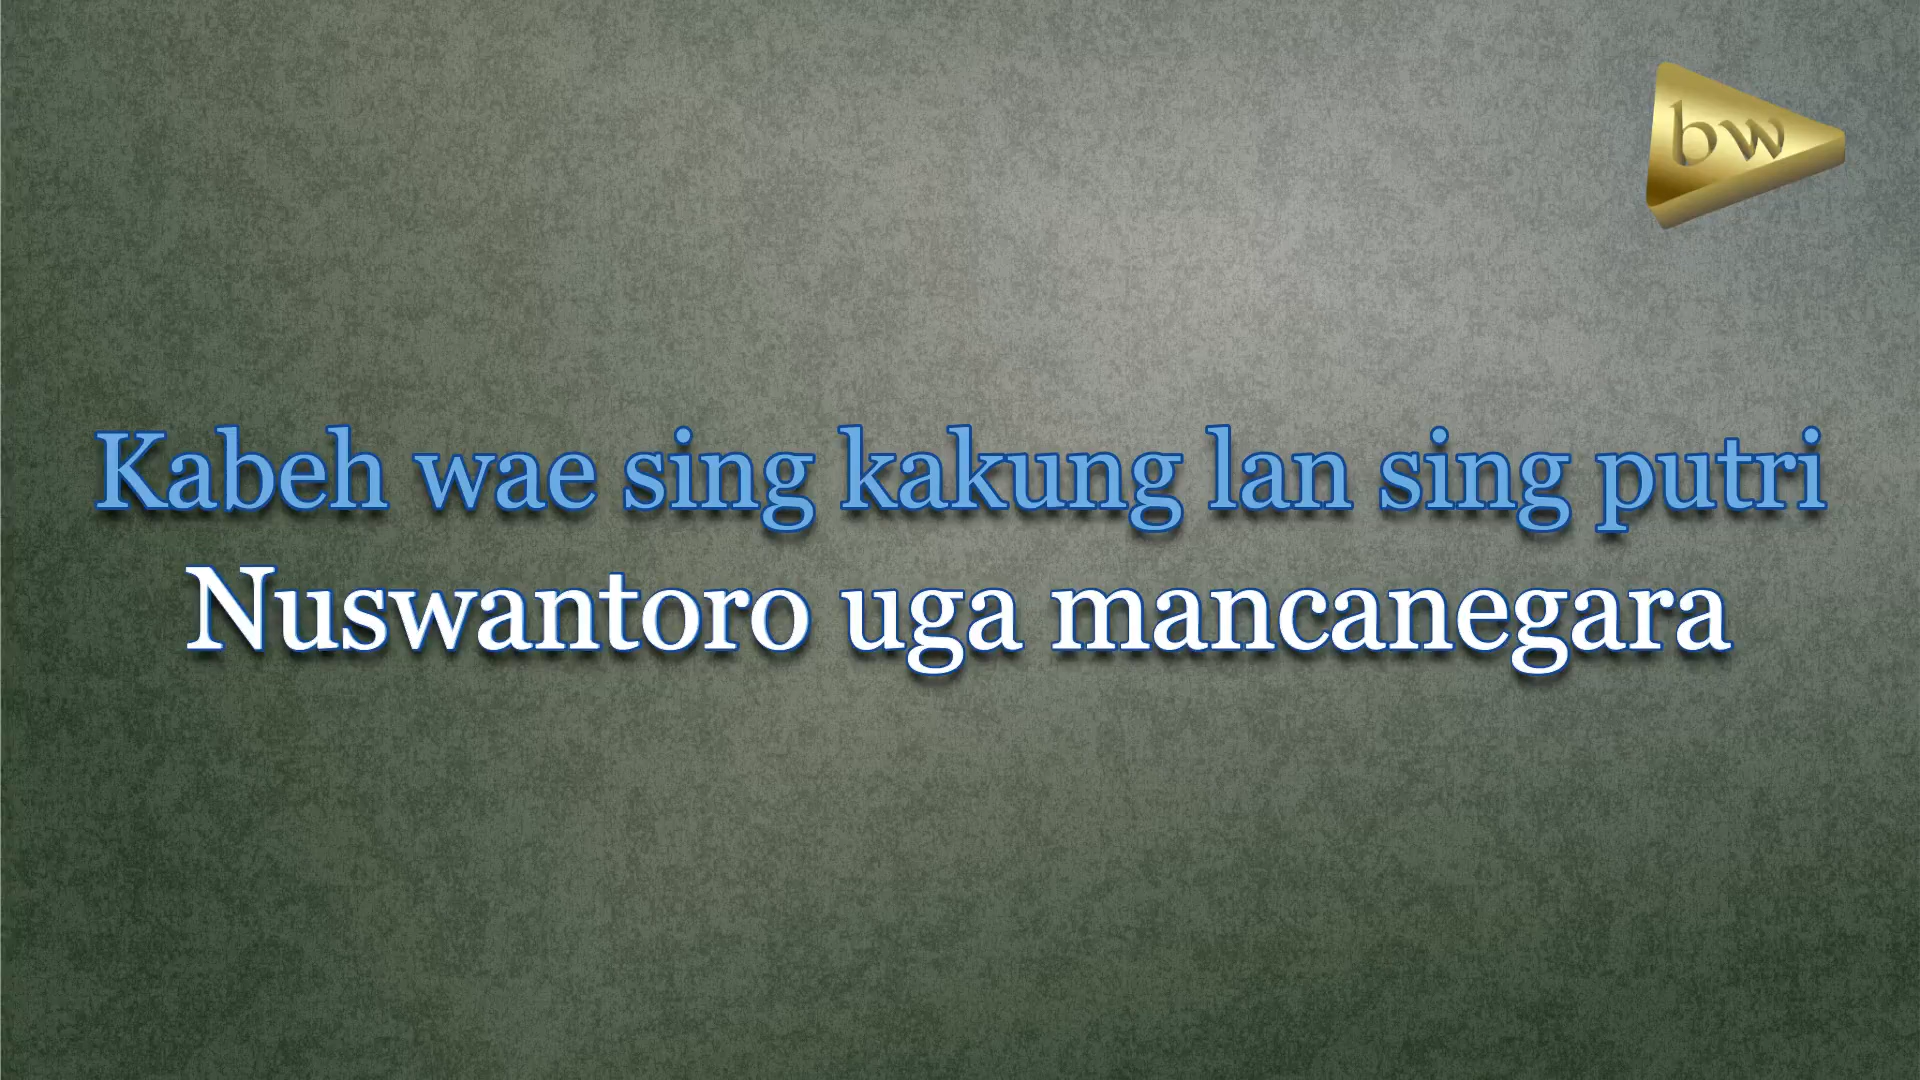 bw
Kabeh wae sing kakung lan sing putri
Nuswantoro uga mancanegara